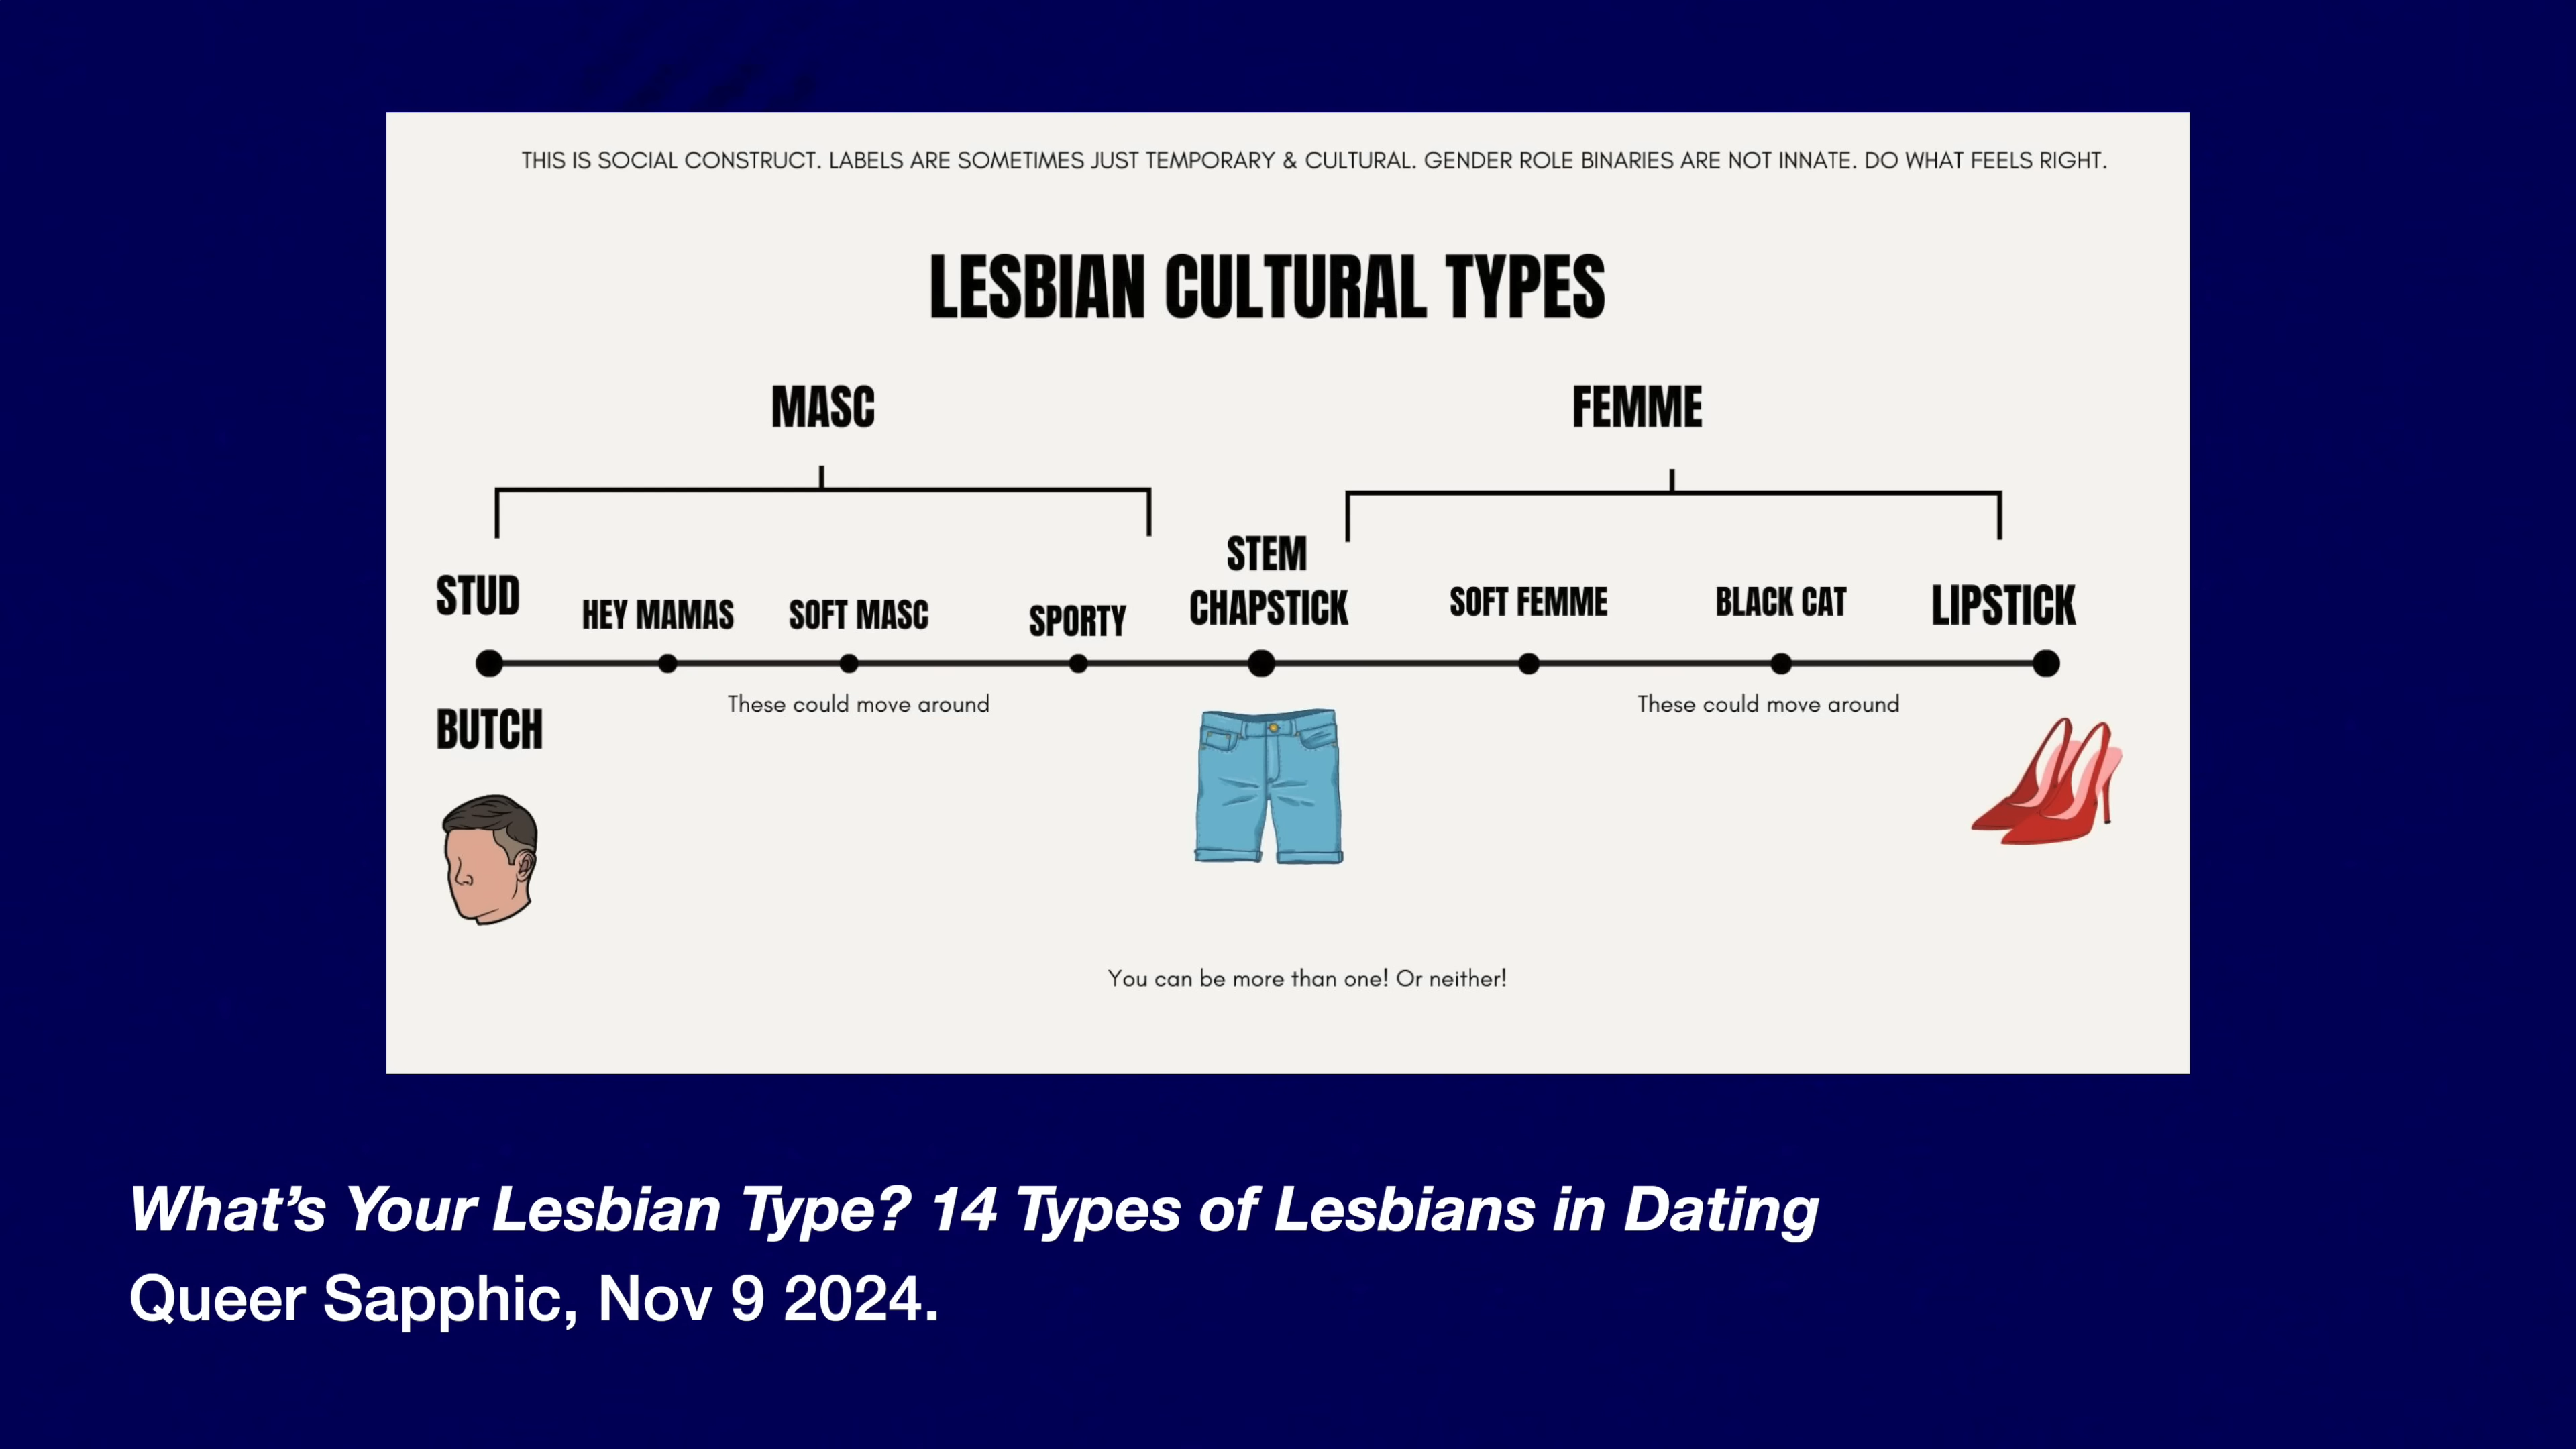 THIS IS SOCIAL CONSTRUCT. LABELS ARE SOMETIMES JUST TEMPORARY & CULTURAL. GENDER ROLE BINARIES ARE NOT INNATE. DO WHAT FEELS RIGHT.
LESBIAN CULTURAL TYPES
MASC
FEMME
STUD
HEY MAMAS
SOFT MASC
SPORTY
STEM
CHAPSTICK
SOFT FEMME
BLACK CAT
LIPSTICK
These could move around
These could move around
BUTCH
You can be more than one! Or neither!
What’s Your Lesbian Type? 14 Types of Lesbians in Dating
Queer Sapphic, Nov 9 2024.